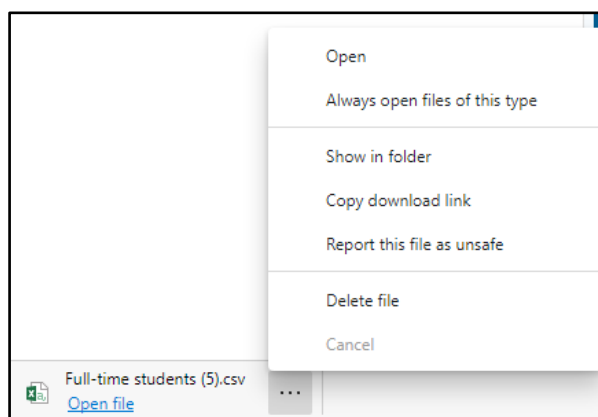 Open
Always open files of this type
Show in folder
Copy download link
Report this file as unsafe
Delete file
Cancel
Full-time students (5).csv
Open file
...